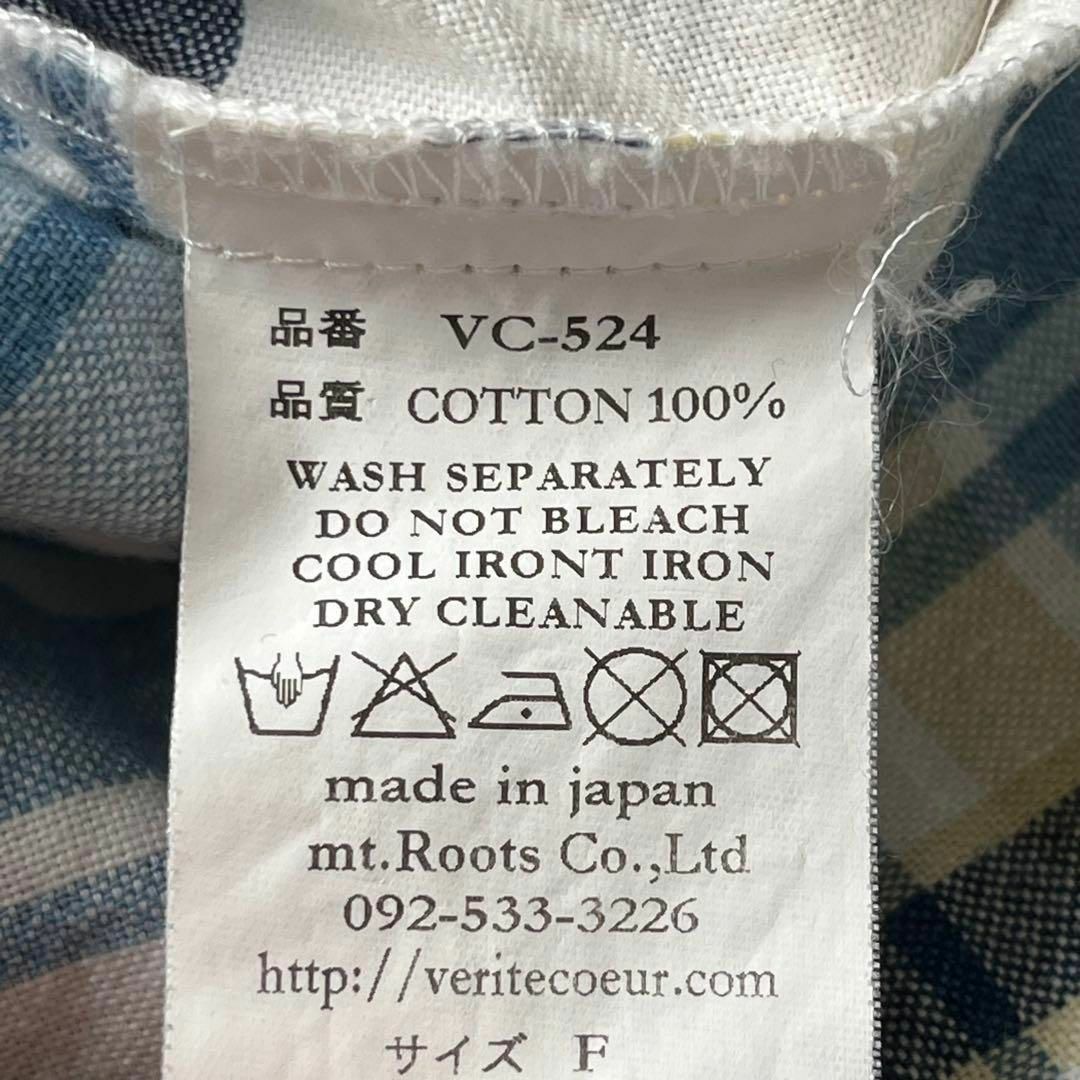 品番 VC-524
品質 COTTON 100%
WASH SEPARATELY
DO NOT BLEACH
COOL IRONT IRON
DRY CLEANABLE
made in japan
mt.Roots Co.,Ltd
092-533-3226
http://veritecoeur.com
サイズ F